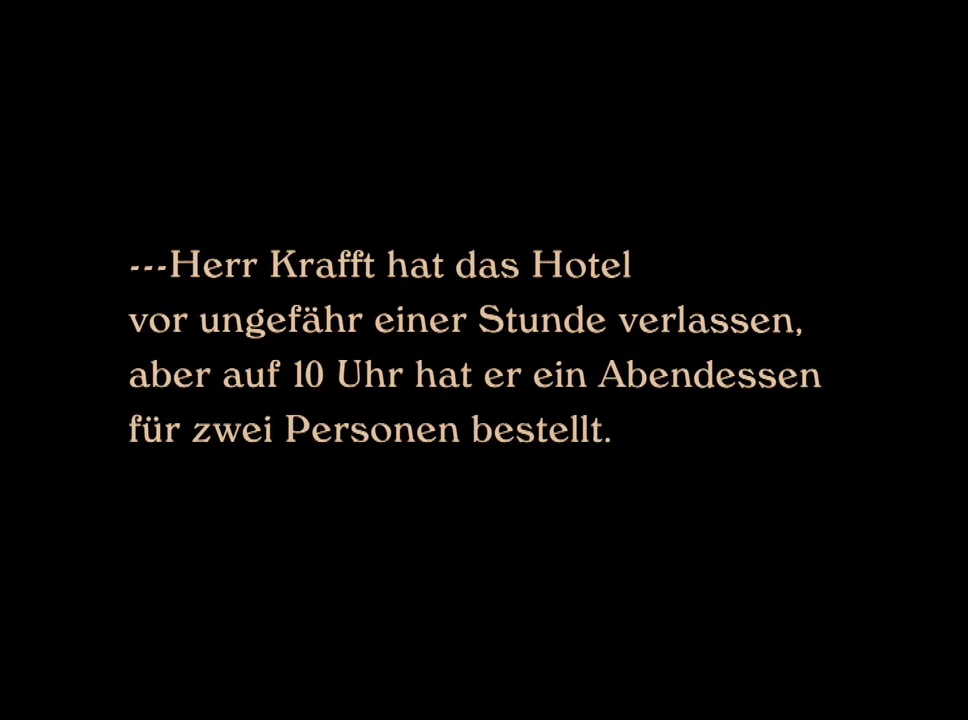 ---Herr Krafft hat das Hotel
vor ungefähr einer Stunde verlassen,
aber auf 10 Uhr hat er ein Abendessen
für zwei Personen bestellt.